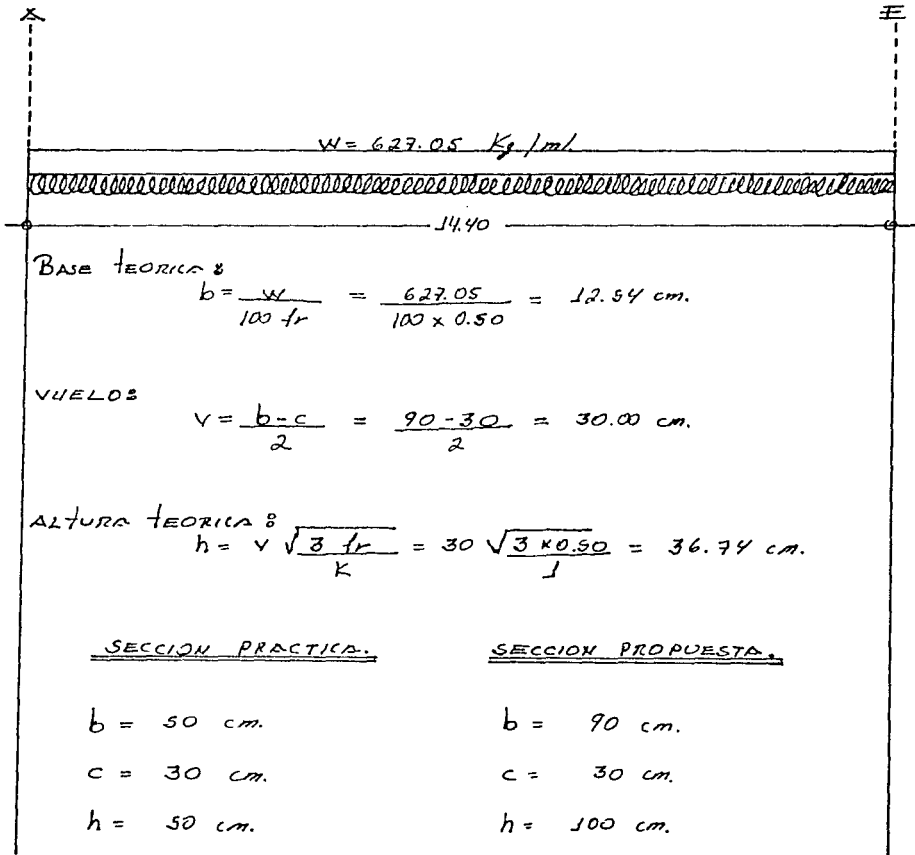 A E
W = 627.05 Kg/ml.
14.40
BASE TEORICA:
b = w / 100 fr = 627.05 / 100 x 0.50 = 12.54 cm.
VUELO:
v = b-c / 2 = 90-30 / 2 = 30.00 cm.
ALTURA TEORICA:
h = v √ 3 fr / K = 30 √ 3 x 0.50 / 1 = 36.74 cm.
SECCION PRACTICA. SECCION PROPUESTA.
b = 50 cm. b = 90 cm.
c = 30 cm. c = 30 cm.
h = 50 cm. h = 100 cm.